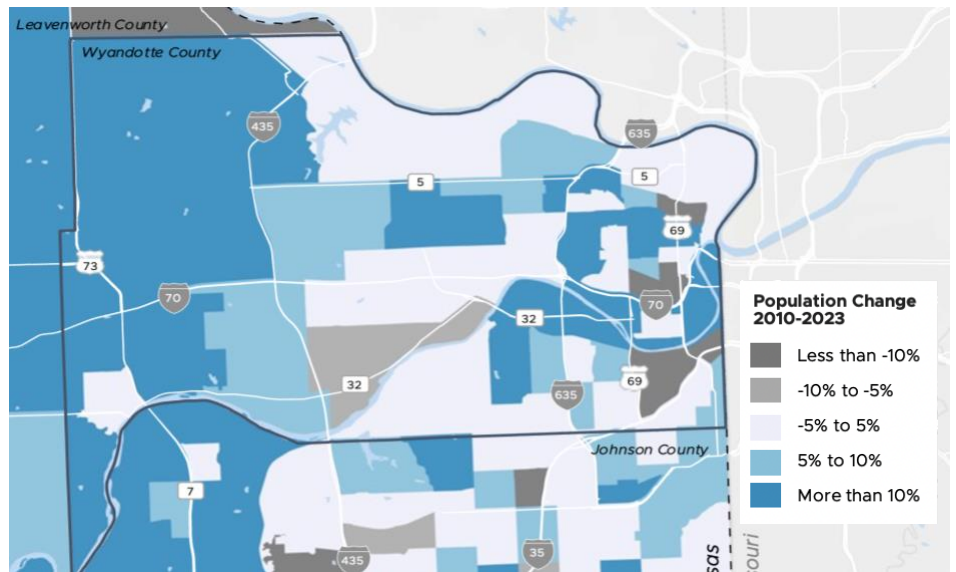 Leavenworth County
Wyandotte County
435
635
5
5
69
73
70
70
32
32
69
635
Johnson County
7
435
35
sas
ouri
Population Change
2010-2023
Less than -10%
-10% to -5%
-5% to 5%
5% to 10%
More than 10%